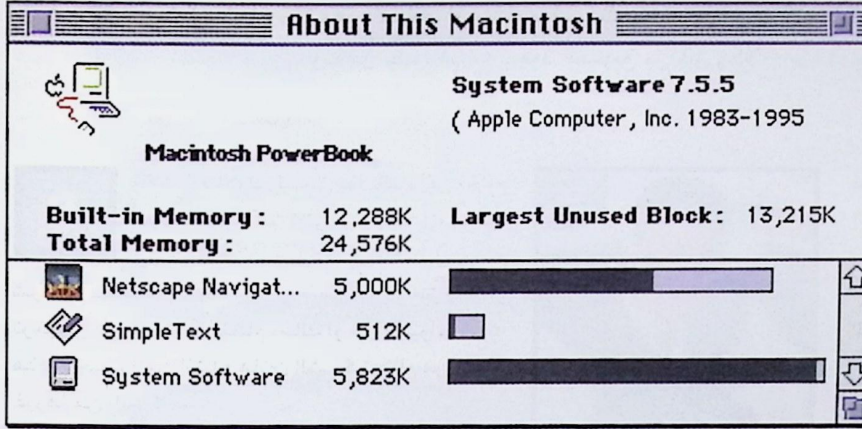 About This Macintosh
System Software 7.5.5
( Apple Computer, Inc. 1983-1995
Macintosh PowerBook
Built-in Memory: 12,288K Largest Unused Block: 13,215K
Total Memory: 24,576K
Netscape Navigat... 5,000K
SimpleText 512K
System Software 5,823K